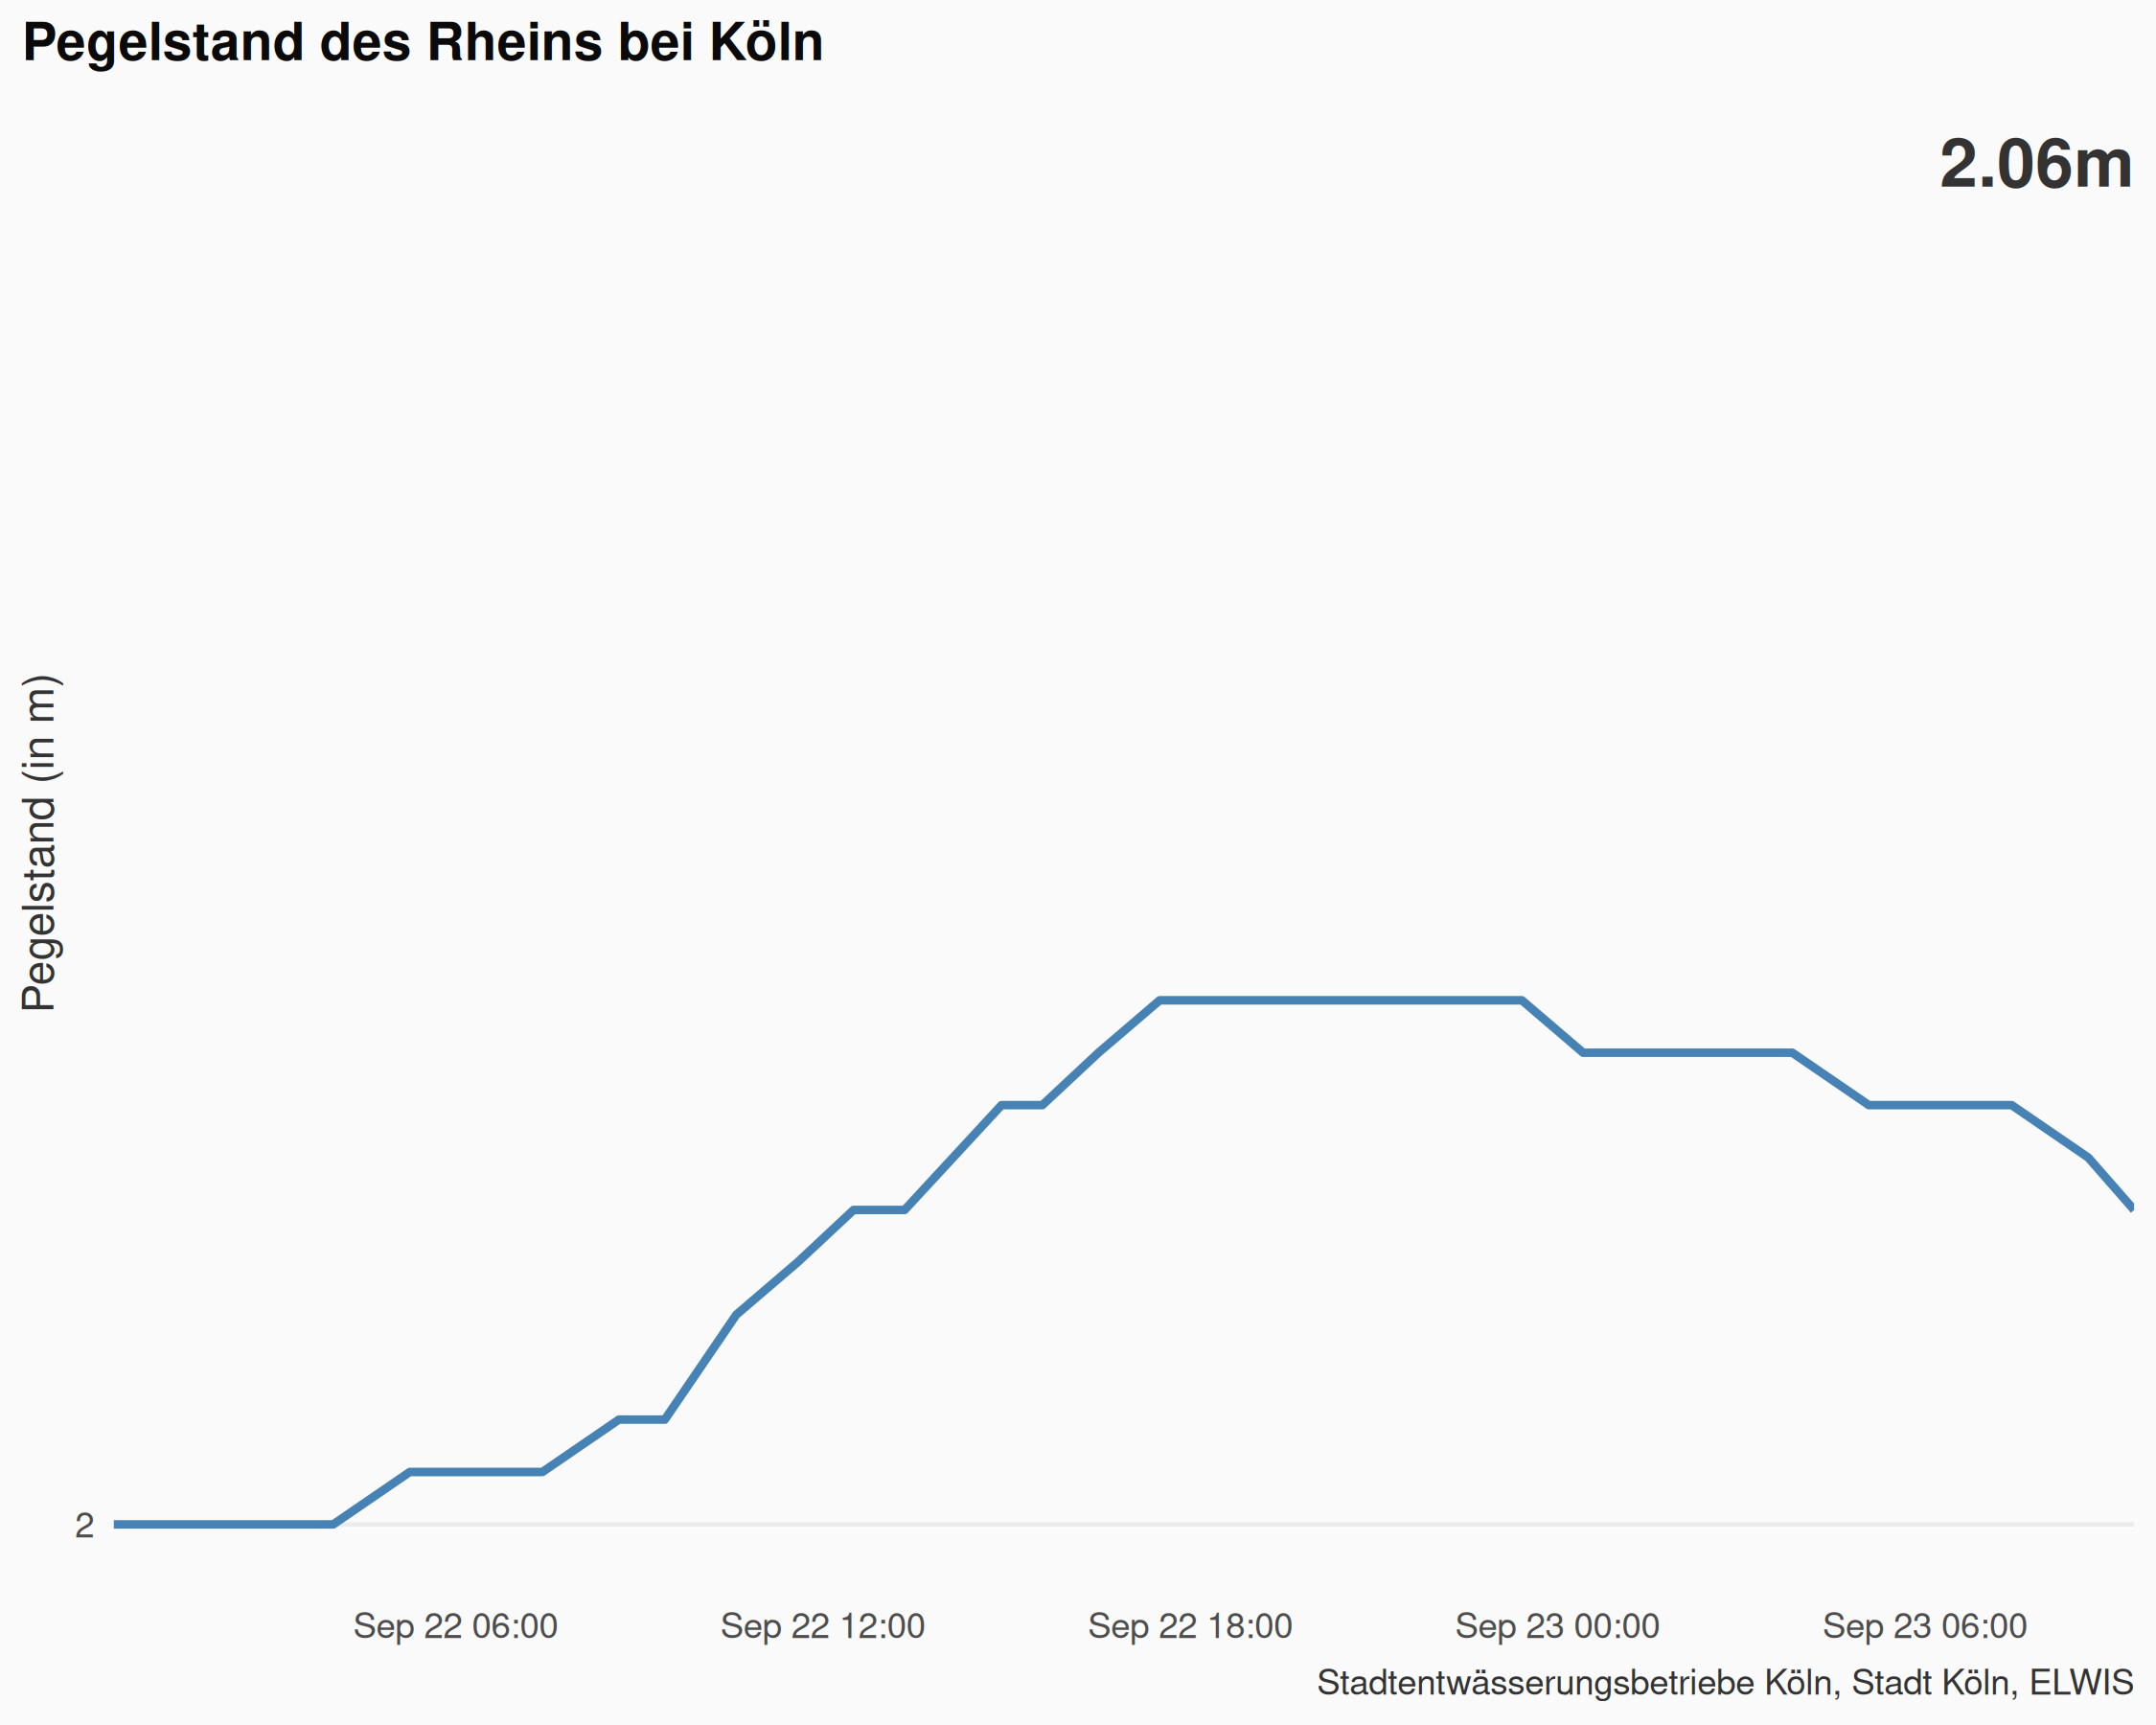 Pegelstand des Rheins bei Köln
2.06m
Pegelstand (in m)
2
Sep 22 06:00 Sep 22 12:00 Sep 22 18:00 Sep 23 00:00 Sep 23 06:00
Stadtentwässerungsbetriebe Köln, Stadt Köln, ELWIS